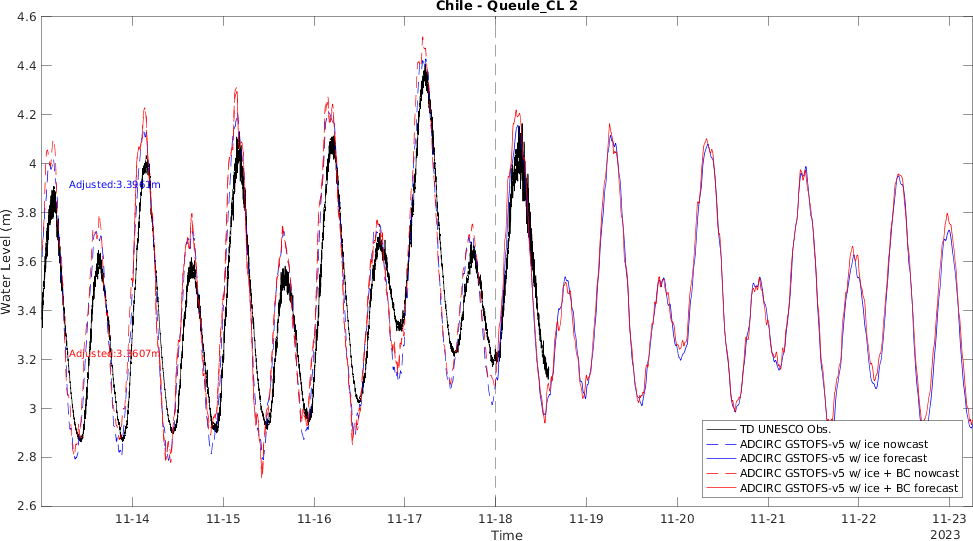 Chile - Queule_CL 2
4.6
4.4
4.2
4
3.8
3.6
3.4
3.2
3
2.8
2.6
Water Level (m)
Adjusted:3.3961m
TD UNESCO Obs.
ADCIRC GSTOFS-v5 w/ ice nowcast
ADCIRC GSTOFS-v5 w/ ice forecast
ADCIRC GSTOFS-v5 w/ ice + BC nowcast
ADCIRC GSTOFS-v5 w/ ice + BC forecast
11-14
11-15
11-16
11-17
11-18
11-19
11-20
11-21
11-22
11-23
Time
2023